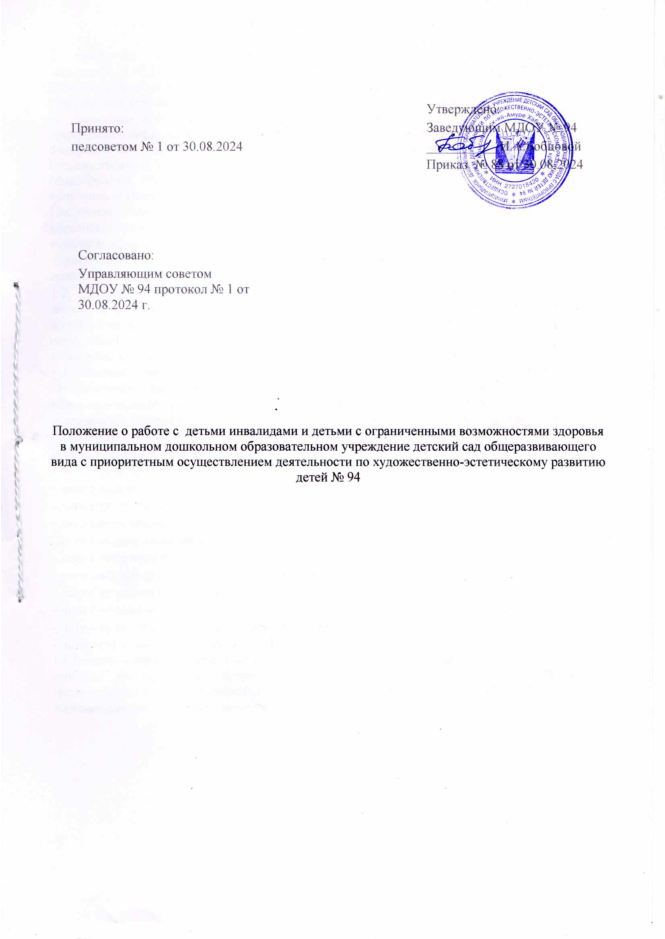 Принято:
педсоветом № 1 от 30.08.2024
Утверждено:
Заведующим МДОУ № 94
Приказ № от 30.08.2024
Согласовано:
Управляющим советом
МДОУ № 94 протокол № 1 от
30.08.2024 г.
Положение о работе с детьми инвалидами и детьми с ограниченными возможностями здоровья
в муниципальном дошкольном образовательном учреждение детский сад общеразвивающего
вида с приоритетным осуществлением деятельности по художественно-эстетическому развитию
детей № 94